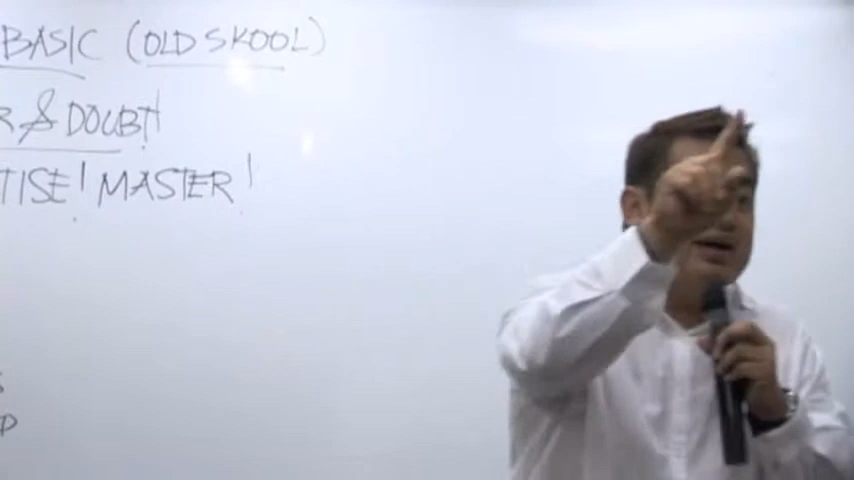 BASIC (OLD SKOOL)
R & DOUBT!
TISE! MASTER!
S
P